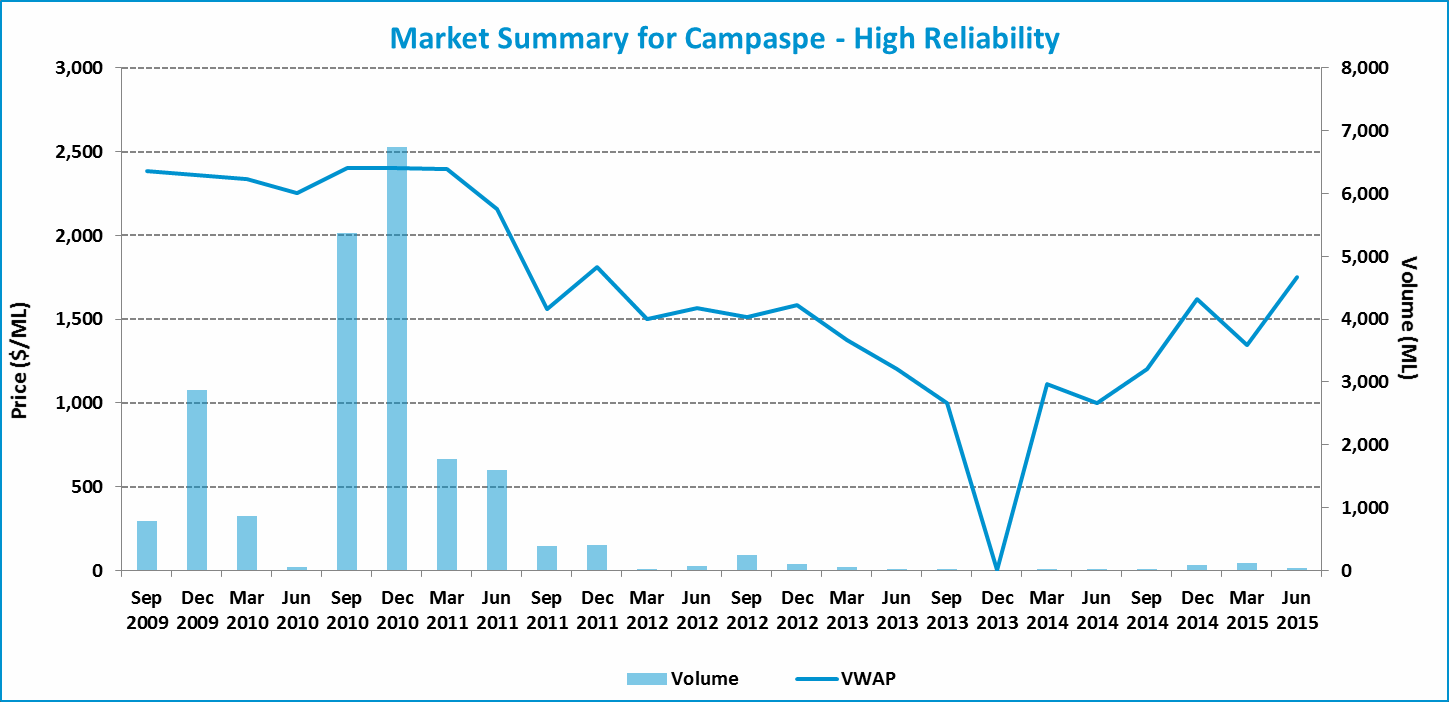 Market Summary for Campaspe - High Reliability
3,000
2,500
2,000
1,500
1,000
500
0
Price ($/ML)
8,000
7,000
6,000
5,000
4,000
3,000
2,000
1,000
0
Volume (ML)
Sep Dec Mar Jun Sep Dec Mar Jun Sep Dec Mar Jun Sep Dec Mar Jun Sep Dec Mar Jun Sep Dec Mar Jun
2009 2009 2010 2010 2010 2010 2011 2011 2011 2011 2012 2012 2012 2012 2013 2013 2013 2013 2014 2014 2014 2014 2015 2015
Volume VWAP